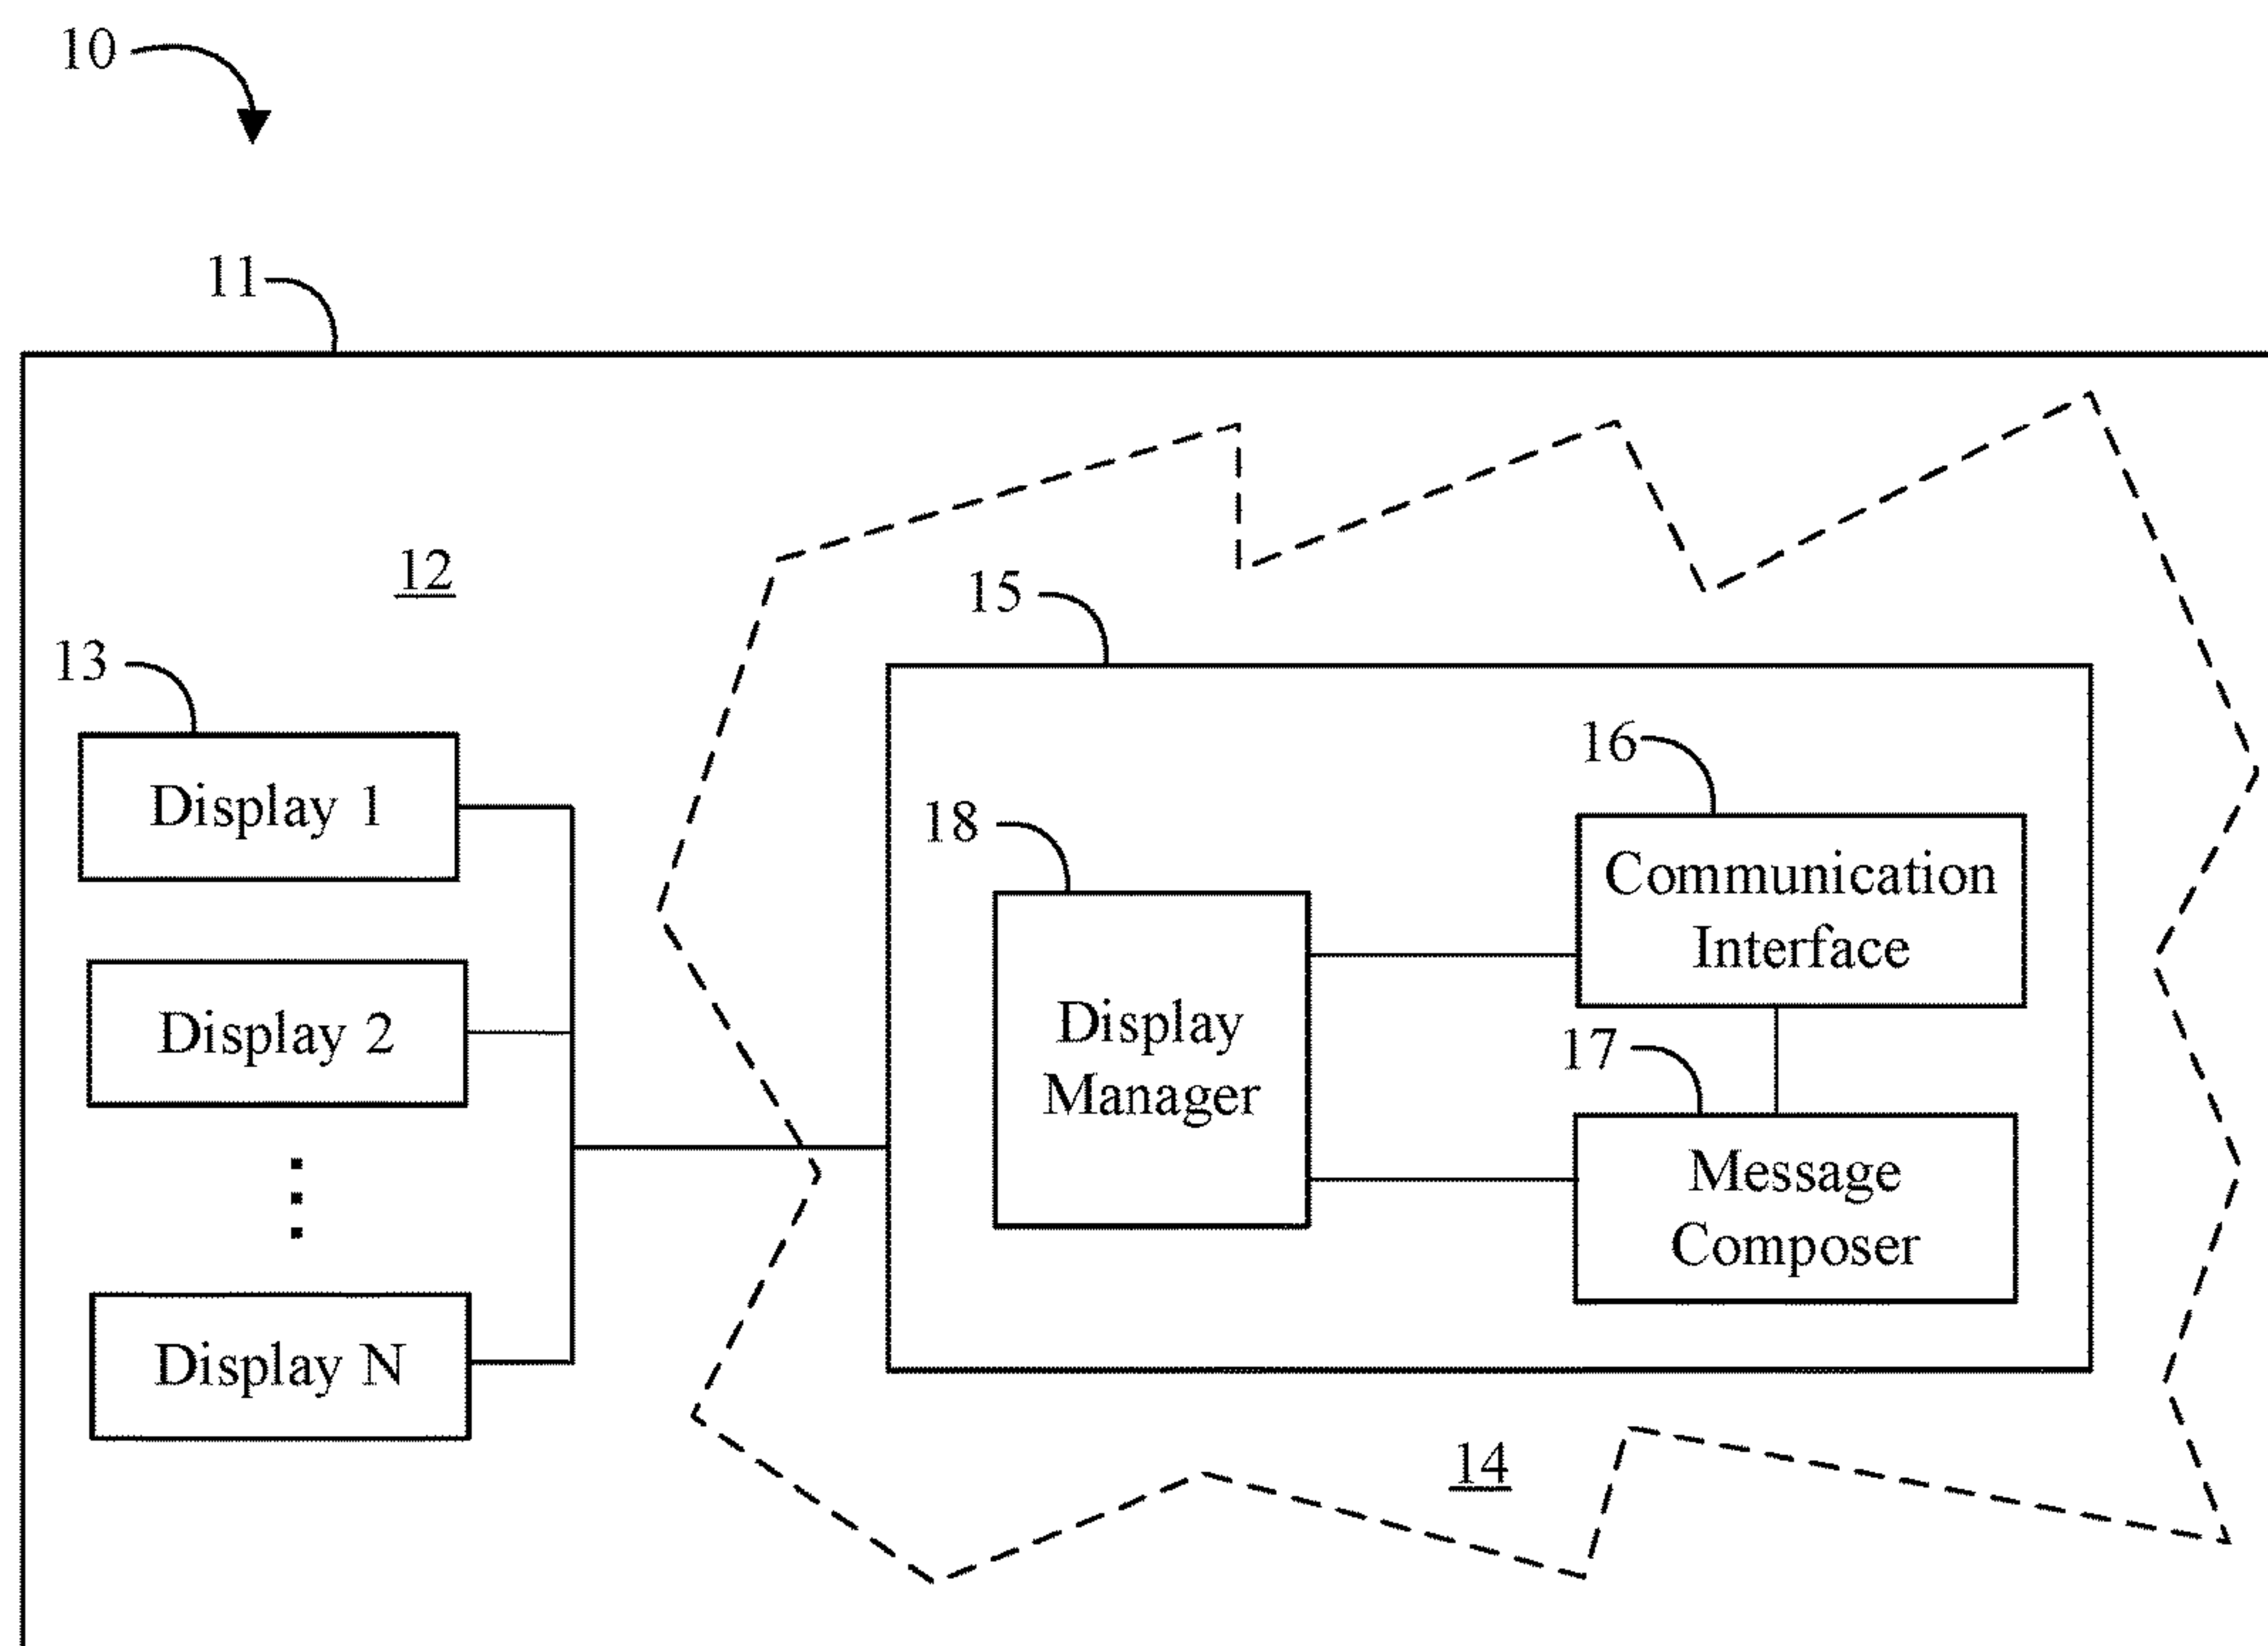 10
11
12
15
13
16
Display 1
18
Communication
Interface
Display 2
Display
Manager
17
Message
Composer
Display N
14